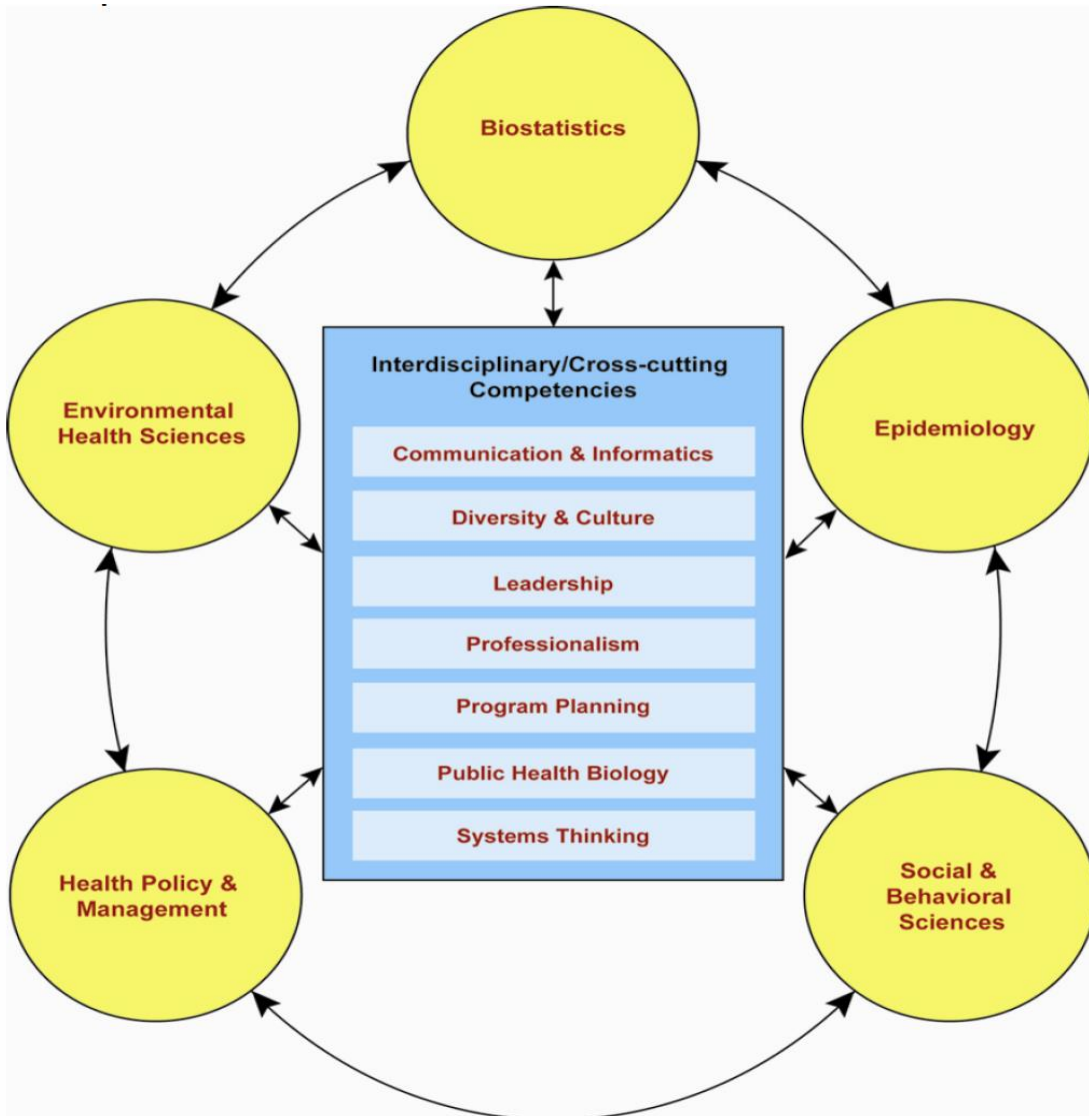 Biostatistics
Environmental
Health Sciences
Interdisciplinary/Cross-cutting
Competencies
Communication & Informatics
Diversity & Culture
Leadership
Professionalism
Program Planning
Public Health Biology
Systems Thinking
Epidemiology
Health Policy &
Management
Social &
Behavioral
Sciences